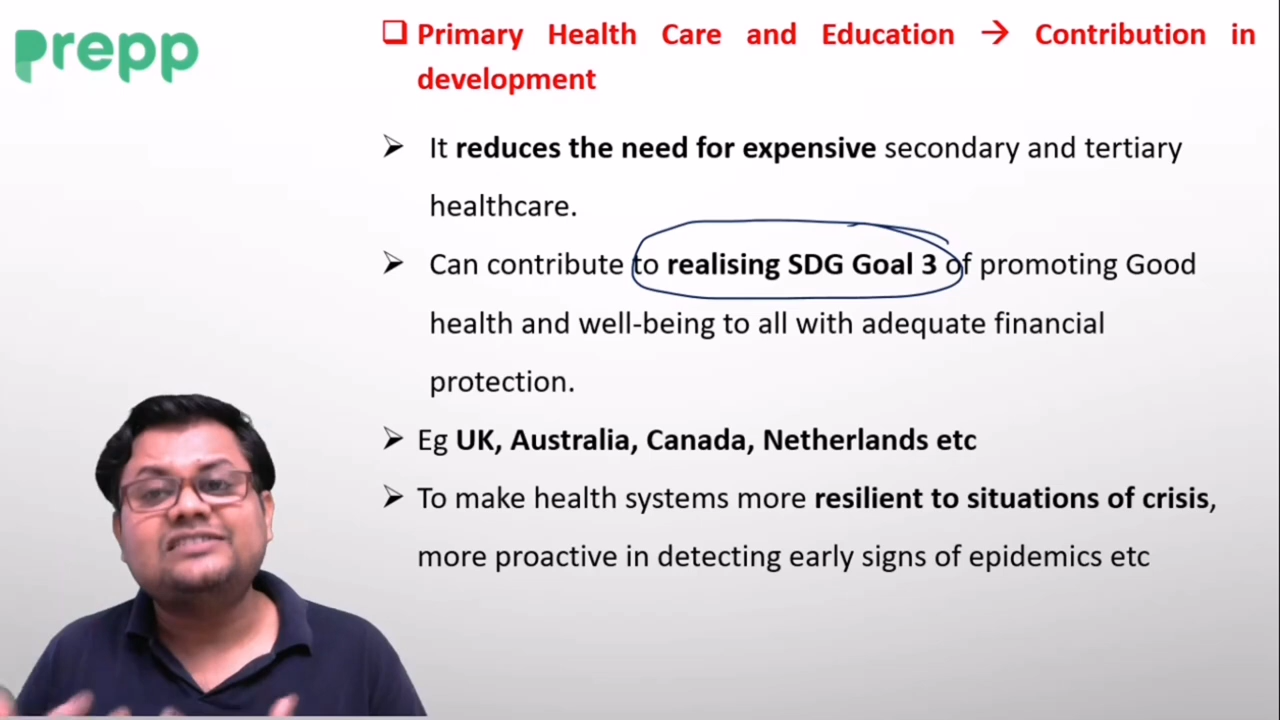 prepp
❑ Primary Health Care and Education → Contribution in
development
➢ It reduces the need for expensive secondary and tertiary
healthcare.
➢ Can contribute to realising SDG Goal 3 of promoting Good
health and well-being to all with adequate financial
protection.
➢ Eg UK, Australia, Canada, Netherlands etc
➢ To make health systems more resilient to situations of crisis,
more proactive in detecting early signs of epidemics etc